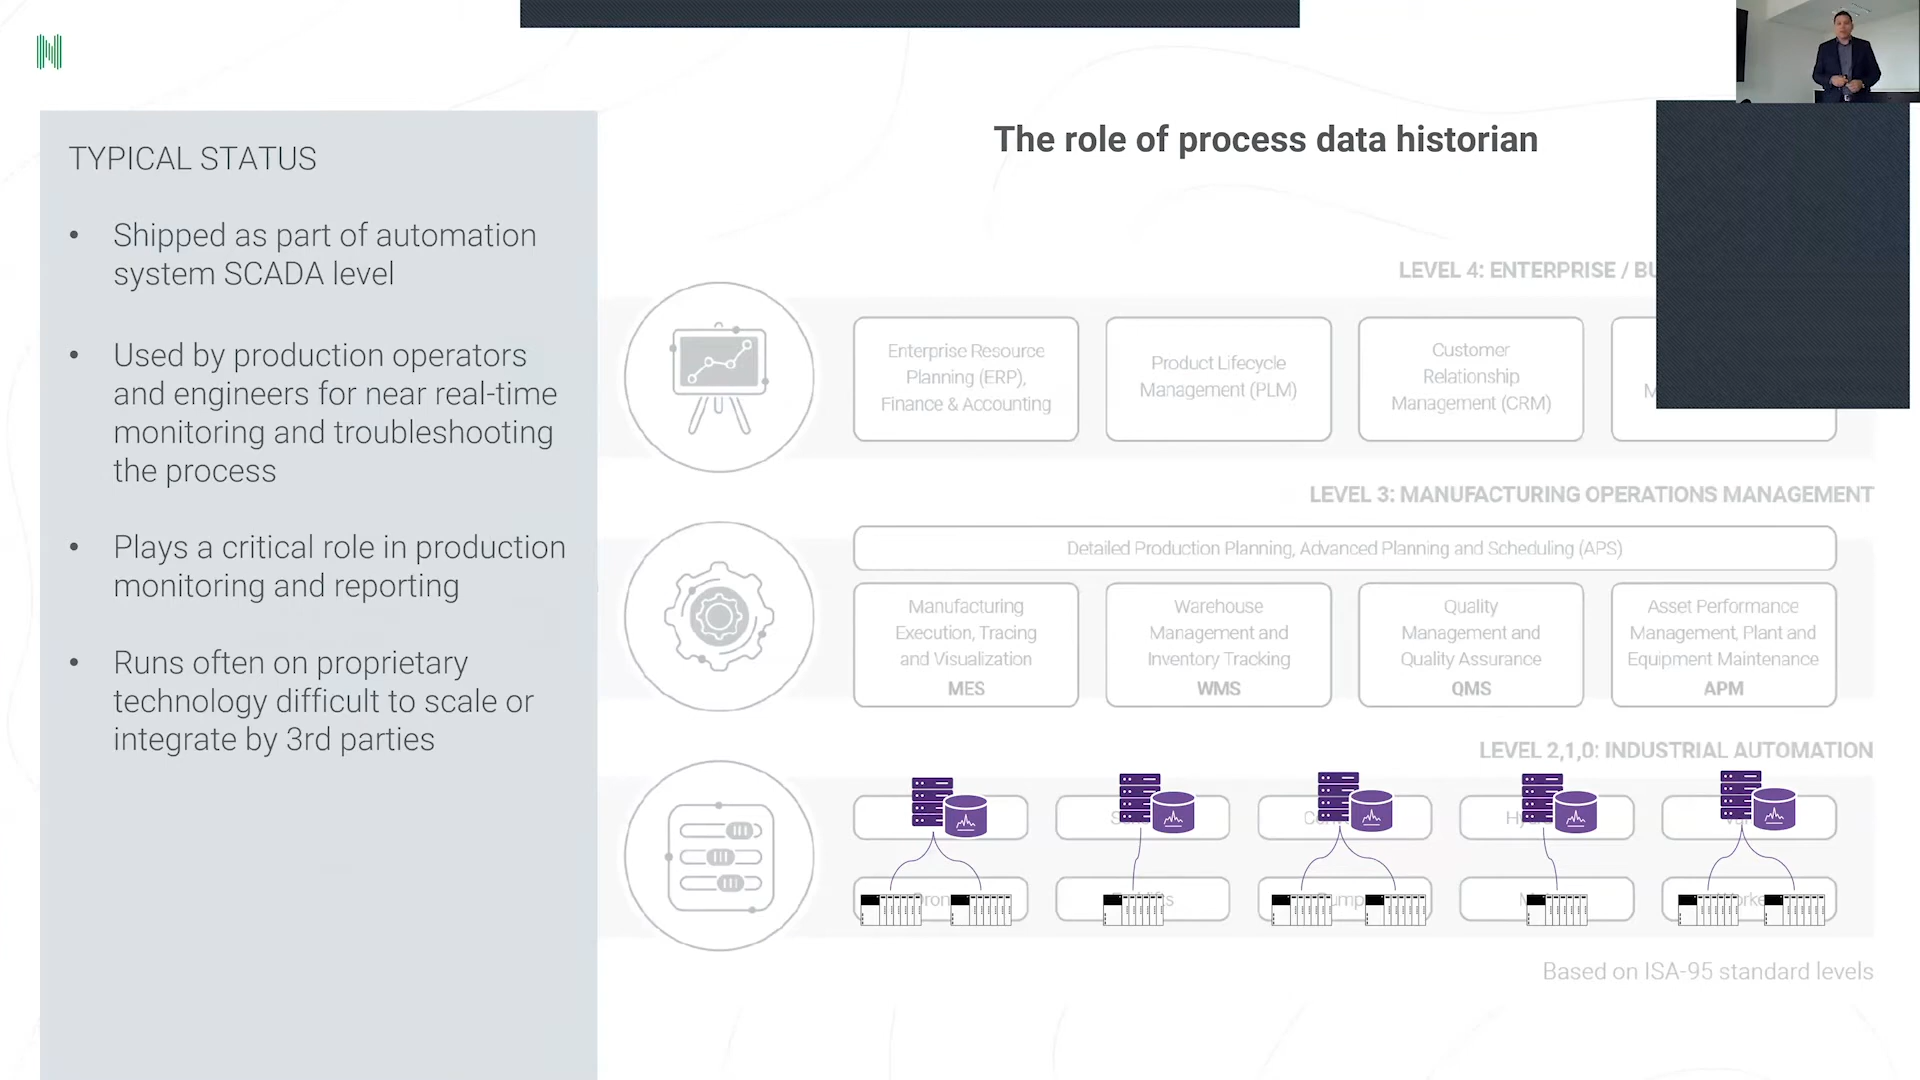 The role of process data historian
TYPICAL STATUS
• Shipped as part of automation
system SCADA level
• Used by production operators
and engineers for near real-time
monitoring and troubleshooting
the process
• Plays a critical role in production
monitoring and reporting
• Runs often on proprietary
technology difficult to scale or
integrate by 3rd parties
LEVEL 4: ENTERPRISE /
Enterprise Resource
Planning (ERP),
Finance & Accounting
Product Lifecycle
Management (PLM)
Customer
Relationship
Management (CRM)
LEVEL 3: MANUFACTURING OPERATIONS MANAGEMENT
Detailed Production Planning, Advanced Planning and Scheduling (APS)
Manufacturing
Execution, Tracing
and Visualization
MES
Warehouse
Management and
Inventory Tracking
WMS
Quality
Management and
Quality Assurance
QMS
Asset Performance
Management, Plant and
Equipment Maintenance
APM
LEVEL 2,1,0: INDUSTRIAL AUTOMATION
Based on ISA-95 standard levels